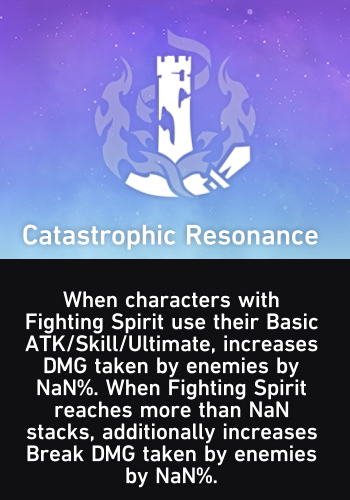 Catastrophic Resonance
When characters with
Fighting Spirit use their Basic
ATK/Skill/Ultimate, increases
DMG taken by enemies by
NaN%. When Fighting Spirit
reaches more than NaN
stacks, additionally increases
Break DMG taken by enemies
by NaN%.